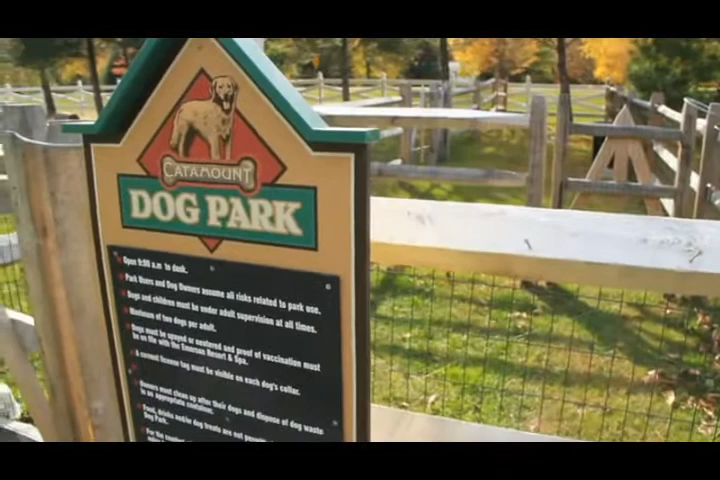 CATAMOUNT
DOG PARK
Open 9:00 a.m to dusk.
Park Users and Dog Owners assume all risks related to park use.
Dogs and children must be under adult supervision at all times.
Maximum of two dogs per adult.
Dogs must be spayed or neutered and proof of vaccination must
be on file with the Emerson Resort & Spa.
A current license tag must be visible on each dog's collar.
Owners must clean up after their dogs and dispose of dog waste
in an appropriate container.
Food, drinks and/or dog treats are not
Dog Park.
For the